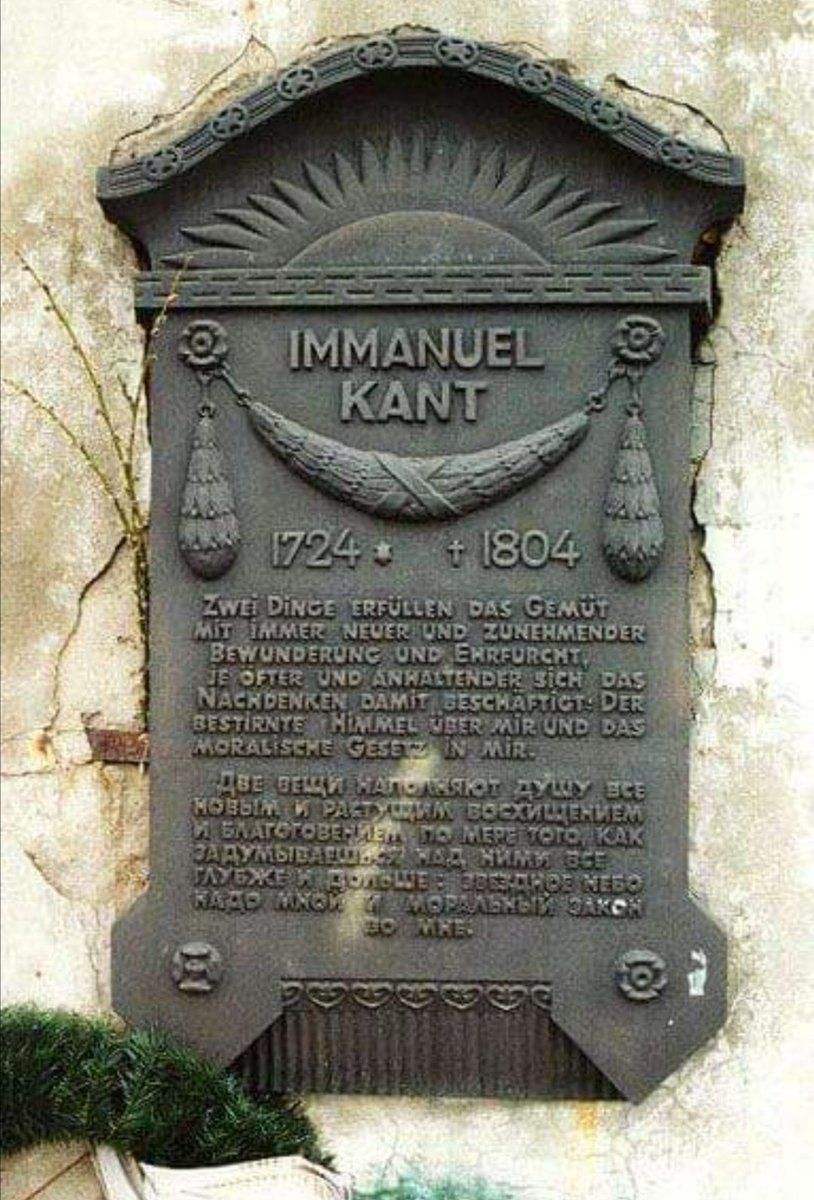 IMMANUEL
KANT
1724 * † 1804
ZWEI DINGE ERFÜLLEN DAS GEMÜT
MIT IMMER NEUER UND ZUNEHMENDER
BEWUNDERUNG UND EHRFURCHT,
JE ÖFTER UND ANHALTENDER SICH DAS
NACHDENKEN DAMIT BESCHÄFTIGT: DER
BESTIRNTE HIMMEL ÜBER MIR UND DAS
MORALISCHE GESETZ IN MIR.
ДВЕ ВЕЩИ НАПОЛНЯЮТ ДУШУ ВСЕ
НОВЫМ И РАСТУЩИМ ВОСХИЩЕНИЕМ
И БЛАГОГОВЕНИЕМ ПО МЕРЕ ТОГО, КАК
ЗАДУМЫВАЕШЬСЯ НАД НИМИ ВСЕ
ГЛУБЖЕ И ДОЛЬШЕ: ЗВЕЗДНОЕ НЕБО
НАДО МНОЙ И МОРАЛЬНЫЙ ЗАКОН
ВО МНЕ.